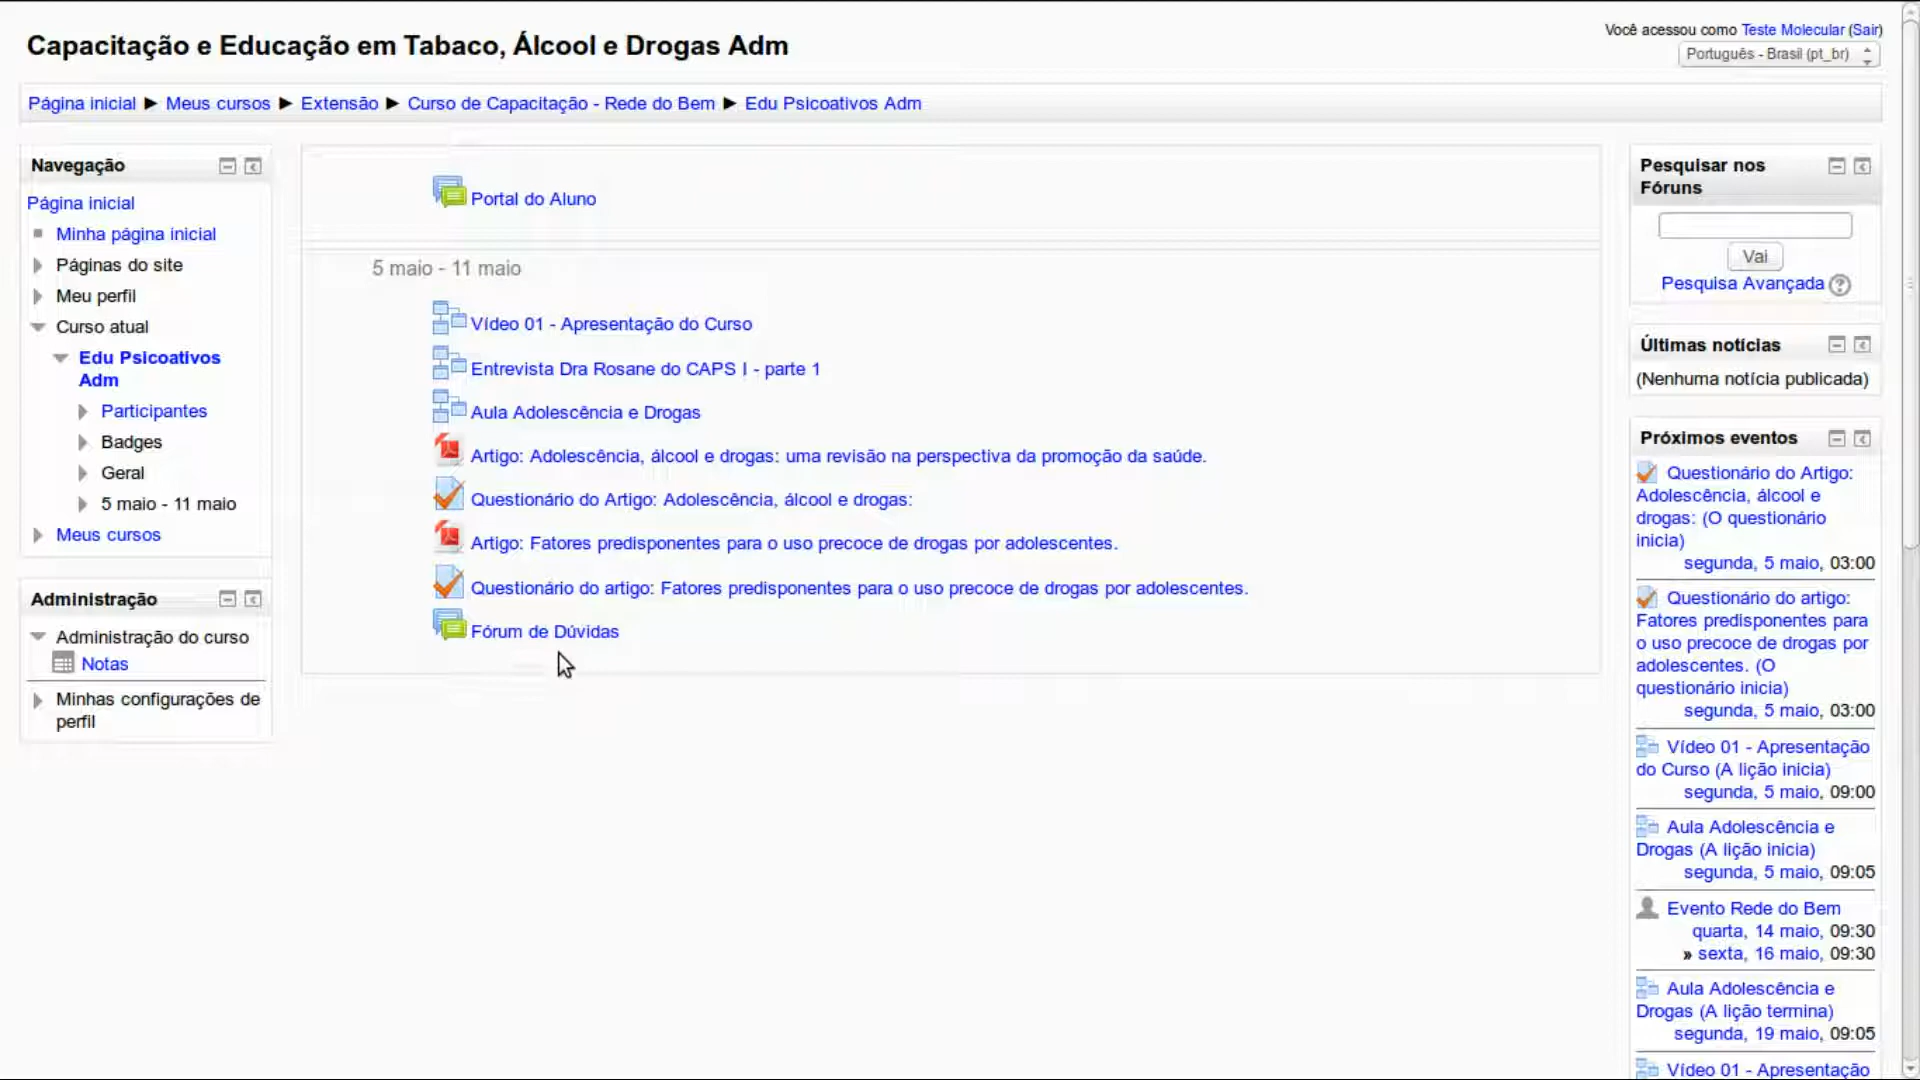 Capacitação e Educação em Tabaco, Álcool e Drogas Adm
Você acessou como Teste Molecular (Sair)
Português - Brasil (pt_br)
Página inicial ► Meus cursos ► Extensão ► Curso de Capacitação - Rede do Bem ► Edu Psicoativos Adm
Navegação
Página inicial
Minha página inicial
Páginas do site
Meu perfil
Curso atual
Edu Psicoativos
Adm
Participantes
Badges
Geral
5 maio - 11 maio
Meus cursos
Administração
Administração do curso
Notas
Minhas configurações de
perfil
Portal do Aluno
5 maio - 11 maio
Vídeo 01 - Apresentação do Curso
Entrevista Dra Rosane do CAPS I - parte 1
Aula Adolescência e Drogas
Artigo: Adolescência, álcool e drogas: uma revisão na perspectiva da promoção da saúde.
Questionário do Artigo: Adolescência, álcool e drogas:
Artigo: Fatores predisponentes para o uso precoce de drogas por adolescentes.
Questionário do artigo: Fatores predisponentes para o uso precoce de drogas por adolescentes.
Fórum de Dúvidas
Pesquisar nos
Fóruns
Vai
Pesquisa Avançada
Últimas notícias
(Nenhuma notícia publicada)
Próximos eventos
Questionário do Artigo:
Adolescência, álcool e
drogas: (O questionário
inicia)
segunda, 5 maio, 03:00
Questionário do artigo:
Fatores predisponentes para
o uso precoce de drogas por
adolescentes. (O
questionário inicia)
segunda, 5 maio, 03:00
Vídeo 01 - Apresentação
do Curso (A lição inicia)
segunda, 5 maio, 09:00
Aula Adolescência e
Drogas (A lição inicia)
segunda, 5 maio, 09:05
Evento Rede do Bem
quarta, 14 maio, 09:30
» sexta, 16 maio, 09:30
Aula Adolescência e
Drogas (A lição termina)
segunda, 19 maio, 09:05
Vídeo 01 - Apresentação